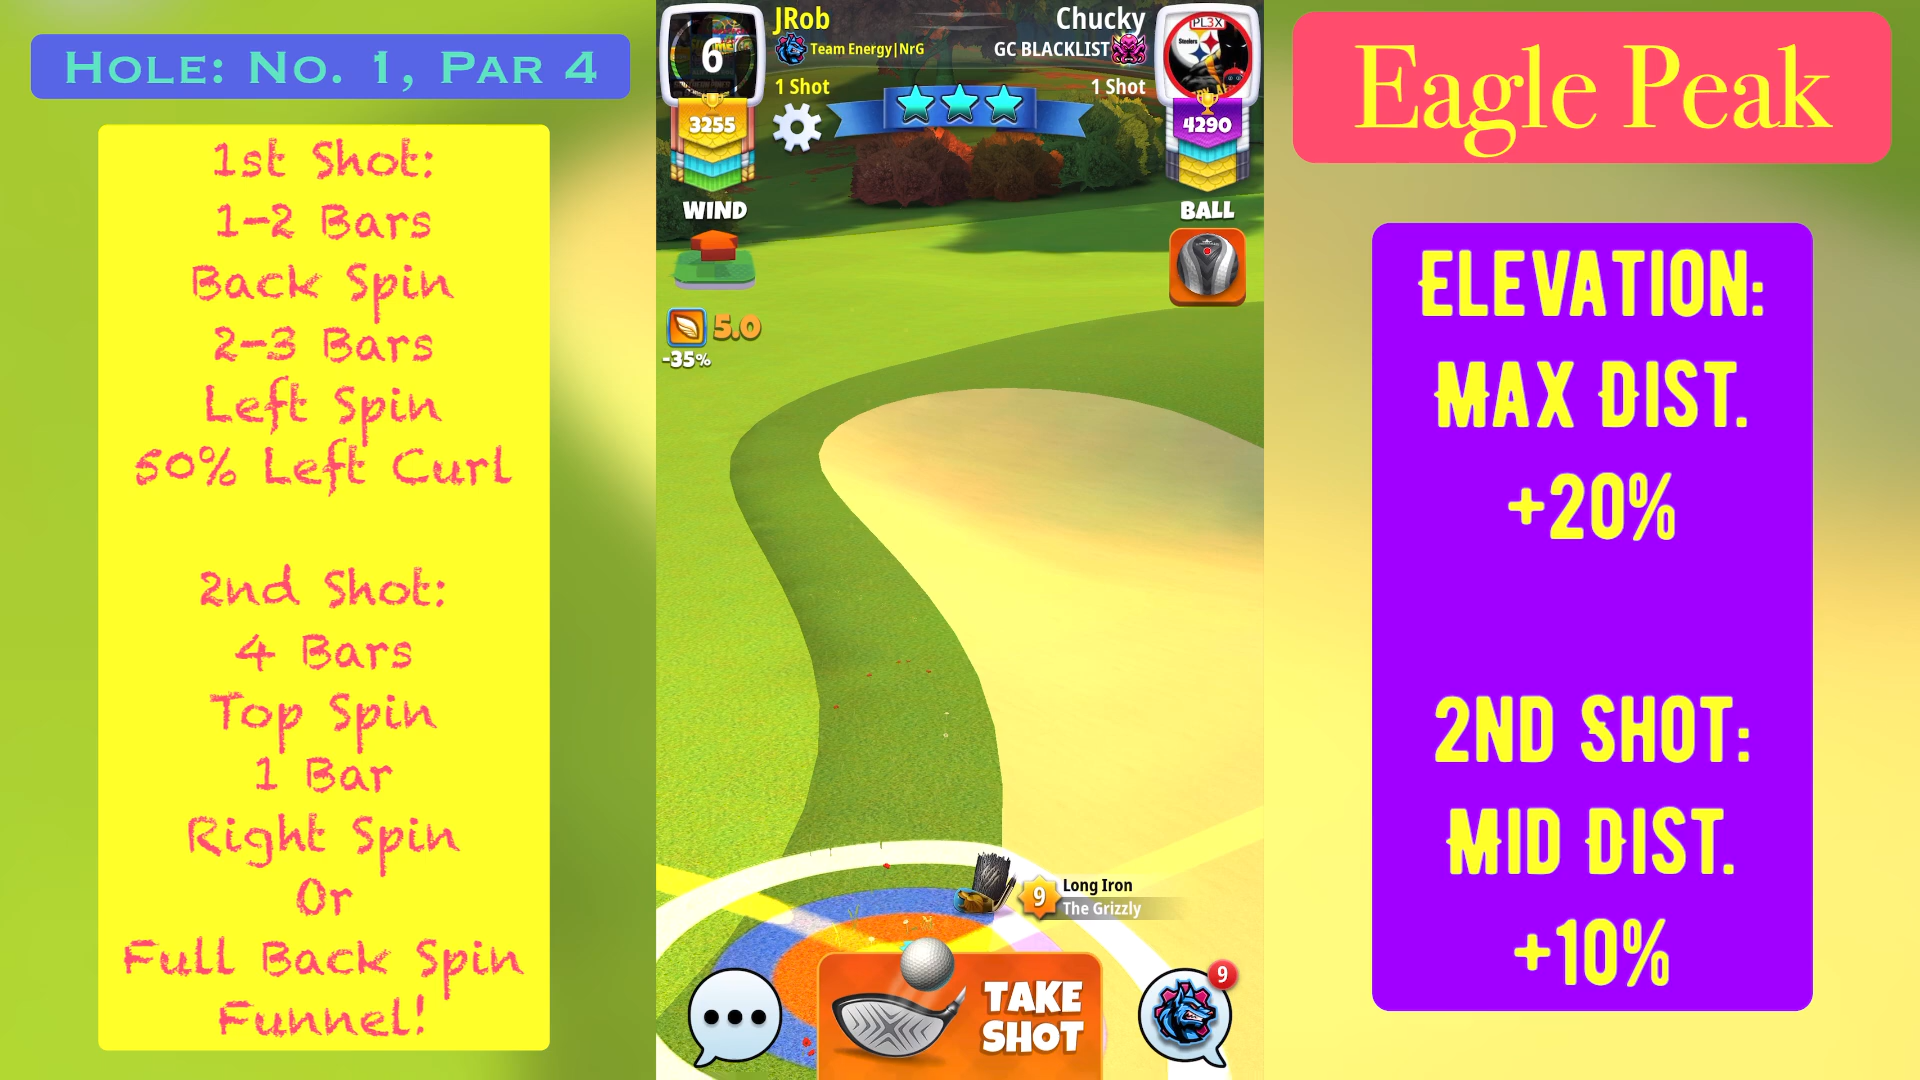 Hole: No. 1, Par 4
1st Shot:
1-2 Bars
Back Spin
2-3 Bars
Left Spin
50% Left Curl
2nd Shot:
4 Bars
Top Spin
1 Bar
Right Spin
Or
Full Back Spin
Funnel!
6
JRob
Team Energy|NrG
1 Shot
3255
Chucky
GC BLACKLIST
1 Shot
PL3X
Steelers
4290
WIND
BALL
5.0
-35%
9
Long Iron
The Grizzly
TAKE
SHOT
9
Eagle Peak
Elevation:
Max Dist.
+20%
2nd Shot:
Mid Dist.
+10%